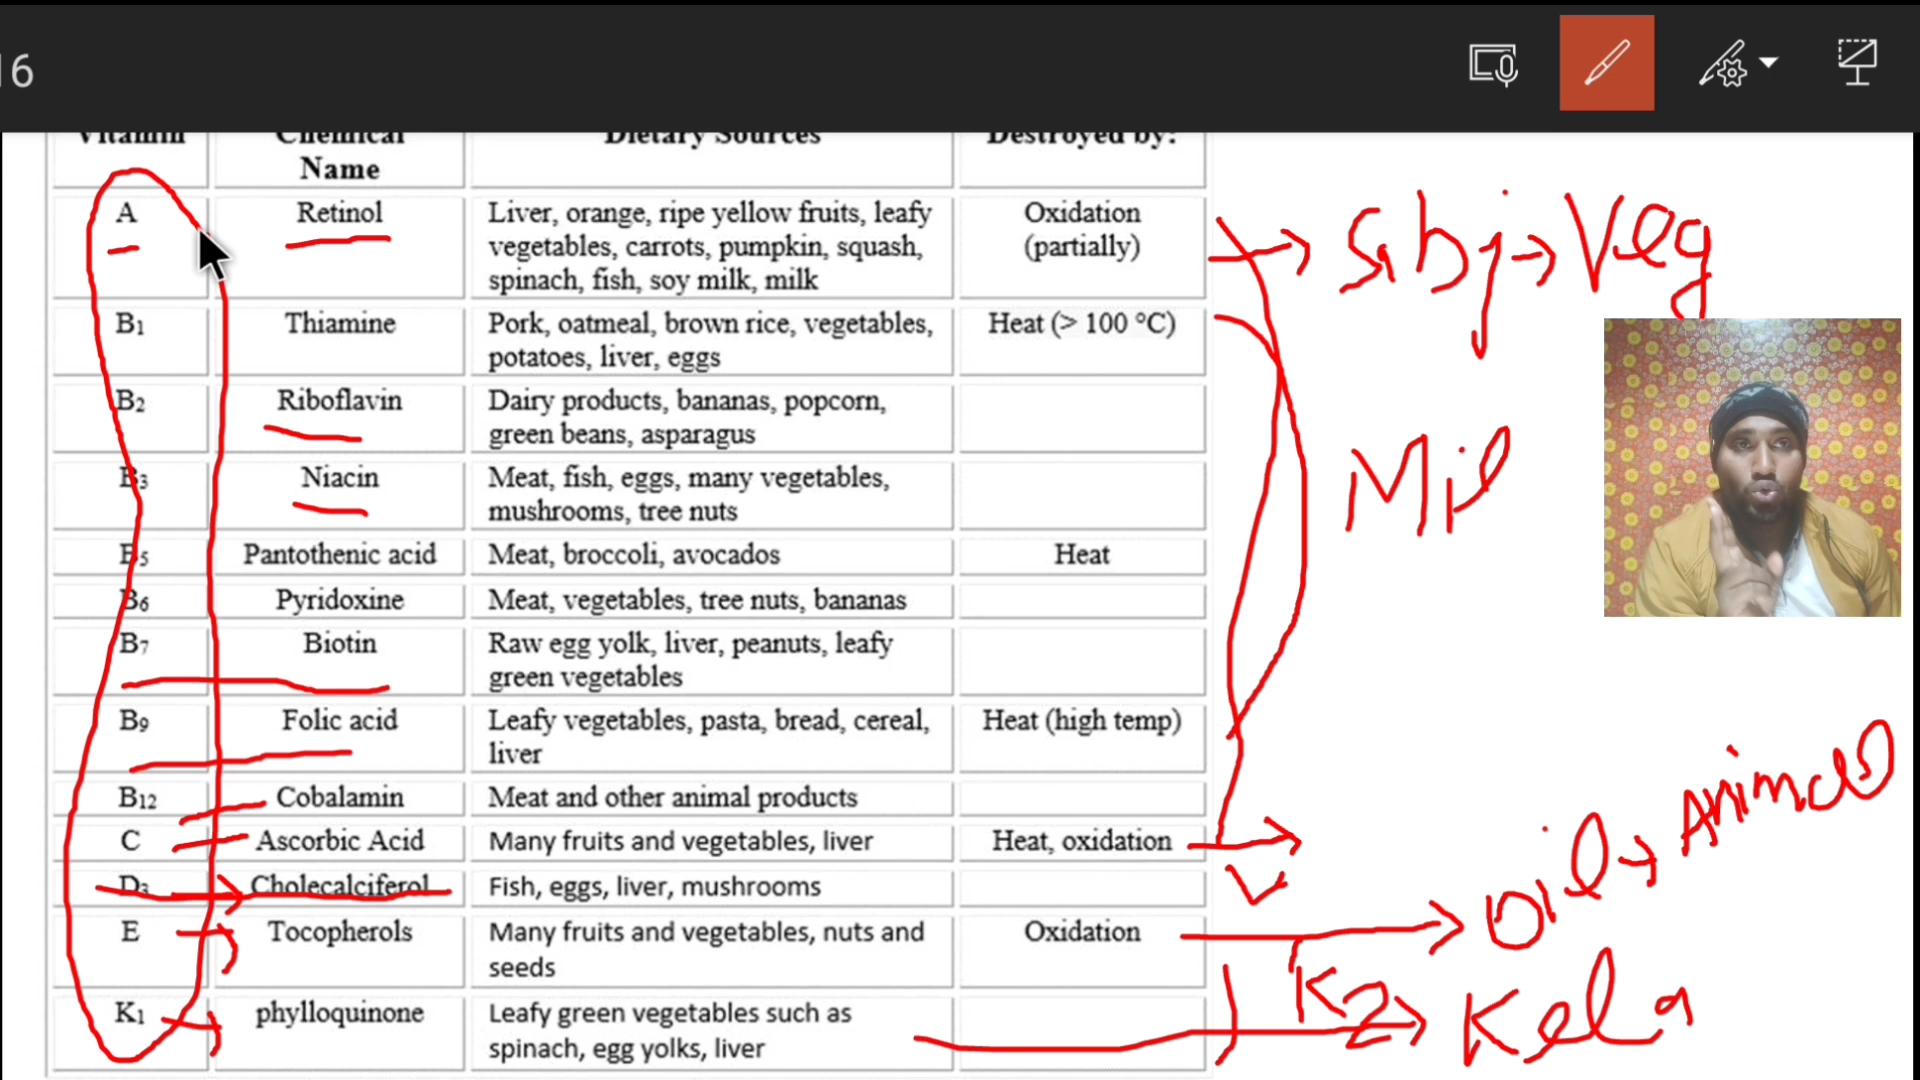 16
Vitamin Chemical Name Dietary Sources Destroyed by:
A Retinol Liver, orange, ripe yellow fruits, leafy vegetables, carrots, pumpkin, squash, spinach, fish, soy milk, milk Oxidation (partially)
B1 Thiamine Pork, oatmeal, brown rice, vegetables, potatoes, liver, eggs Heat (> 100 °C)
B2 Riboflavin Dairy products, bananas, popcorn, green beans, asparagus
B3 Niacin Meat, fish, eggs, many vegetables, mushrooms, tree nuts
B5 Pantothenic acid Meat, broccoli, avocados Heat
B6 Pyridoxine Meat, vegetables, tree nuts, bananas
B7 Biotin Raw egg yolk, liver, peanuts, leafy green vegetables
B9 Folic acid Leafy vegetables, pasta, bread, cereal, liver Heat (high temp)
B12 Cobalamin Meat and other animal products
C Ascorbic Acid Many fruits and vegetables, liver Heat, oxidation
D3 Cholecalciferol Fish, eggs, liver, mushrooms
E Tocopherols Many fruits and vegetables, nuts and seeds Oxidation
K1 phylloquinone Leafy green vegetables such as spinach, egg yolks, liver
Sbj → Veg
Oil → Animal
K2
Kela